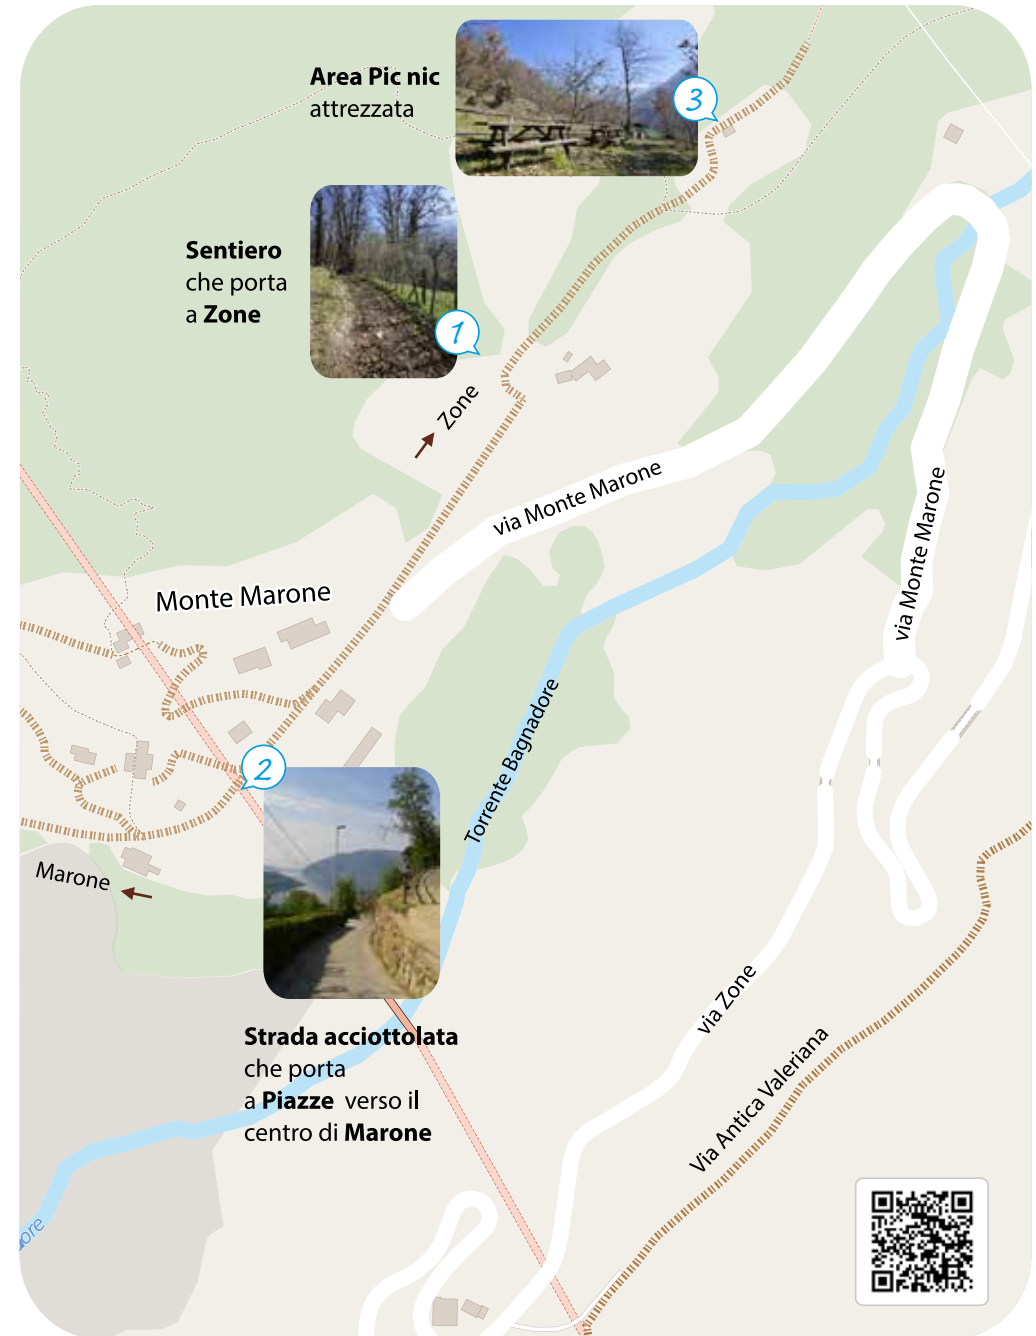 Area Pic nic
attrezzata
3
Sentiero
che porta
a Zone
1
Zone
via Monte Marone
via Monte Marone
Monte Marone
2
Torrente Bagnadore
Marone
via Zone
Strada acciottolata
che porta
a Piazze verso il
centro di Marone
Via Antica Valeriana
ore